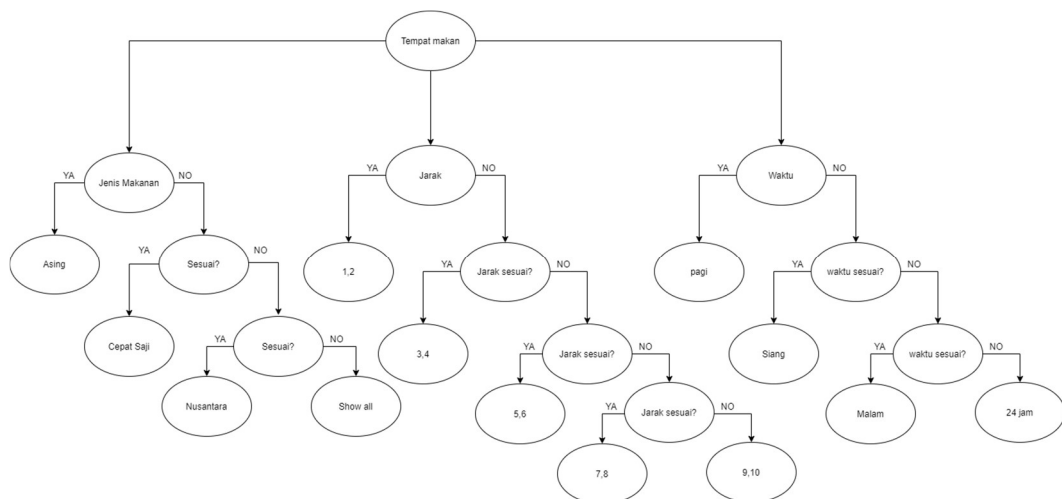 Tempat makan
YA
Jenis Makanan
NO
YA
Jarak
NO
YA
Waktu
NO
Asing
YA
Sesuai?
NO
1,2
YA
Jarak sesuai?
NO
pagi
YA
waktu sesuai?
NO
Cepat Saji
YA
Sesuai?
NO
3,4
YA
Jarak sesuai?
NO
Siang
YA
waktu sesuai?
NO
Nusantara
Show all
5,6
YA
Jarak sesuai?
NO
Malam
24 jam
7,8
9,10